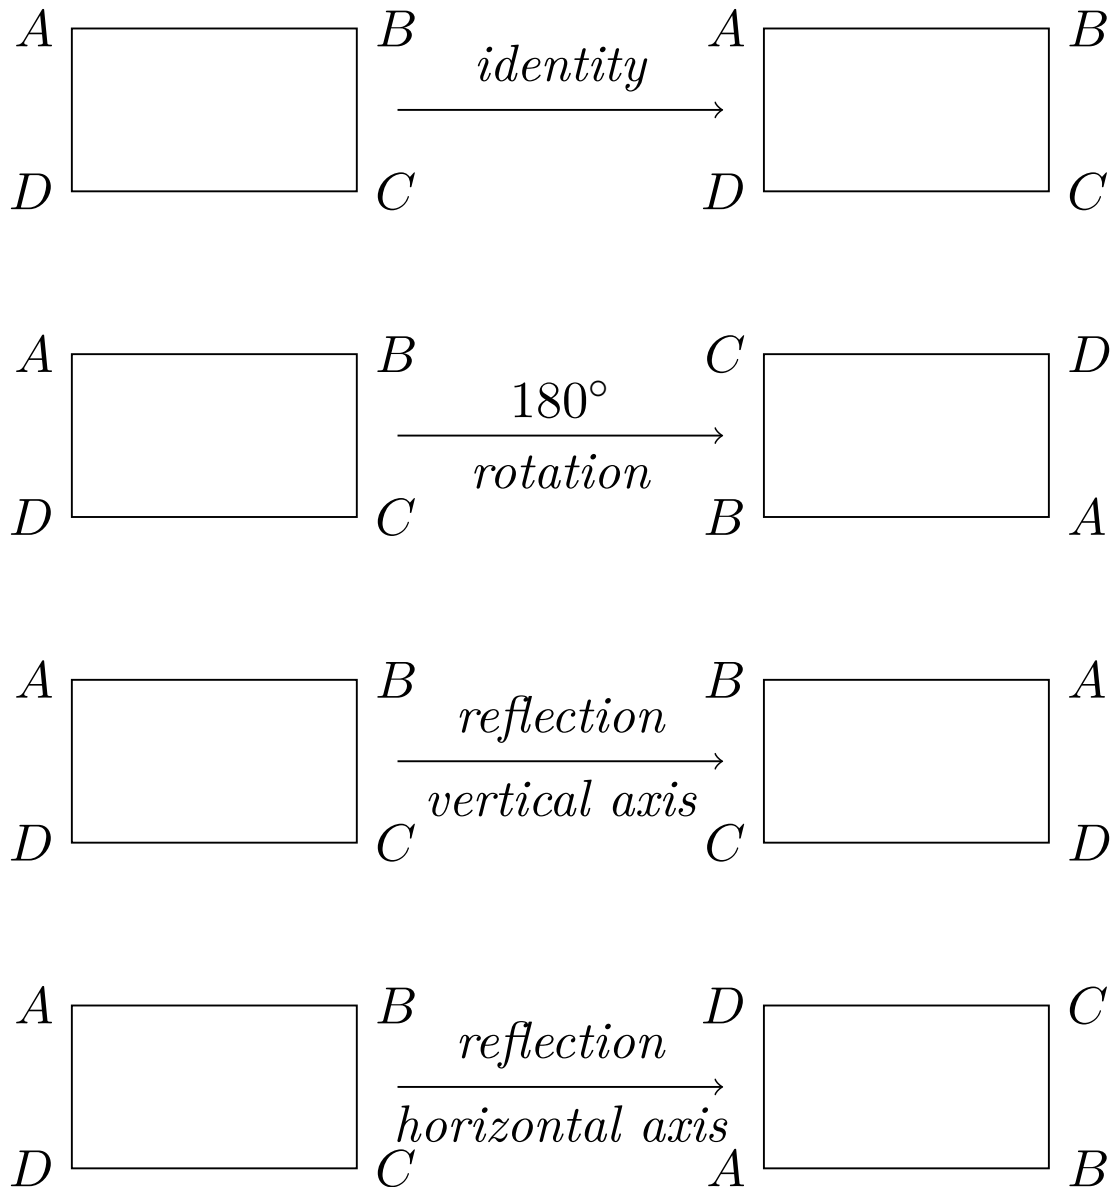 A B A B
identity
D C D C
A B C D
180°
rotation
D C B A
A B B A
reflection
vertical axis
D C C D
A B D C
reflection
horizontal axis
D C A B